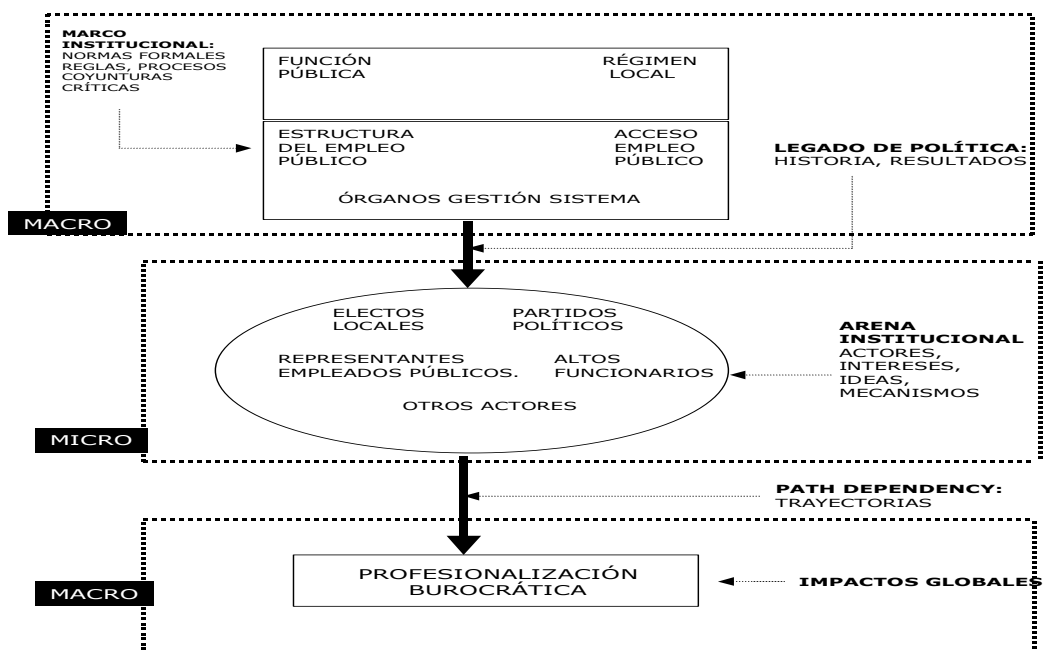 MARCO
INSTITUCIONAL:
NORMAS FORMALES
REGLAS, PROCESOS
COYUNTURAS
CRÍTICAS
FUNCIÓN
PÚBLICA
RÉGIMEN
LOCAL
ESTRUCTURA
DEL EMPLEO
PÚBLICO
ACCESO
EMPLEO
PÚBLICO
ÓRGANOS GESTIÓN SISTEMA
LEGADO DE POLÍTICA:
HISTORIA, RESULTADOS
MACRO
ELECTOS
LOCALES
PARTIDOS
POLÍTICOS
REPRESENTANTES
EMPLEADOS PÚBLICOS.
ALTOS
FUNCIONARIOS
OTROS ACTORES
ARENA
INSTITUCIONAL
ACTORES,
INTERESES,
IDEAS,
MECANISMOS
MICRO
PATH DEPENDENCY:
TRAYECTORIAS
PROFESIONALIZACIÓN
BUROCRÁTICA
IMPACTOS GLOBALES
MACRO